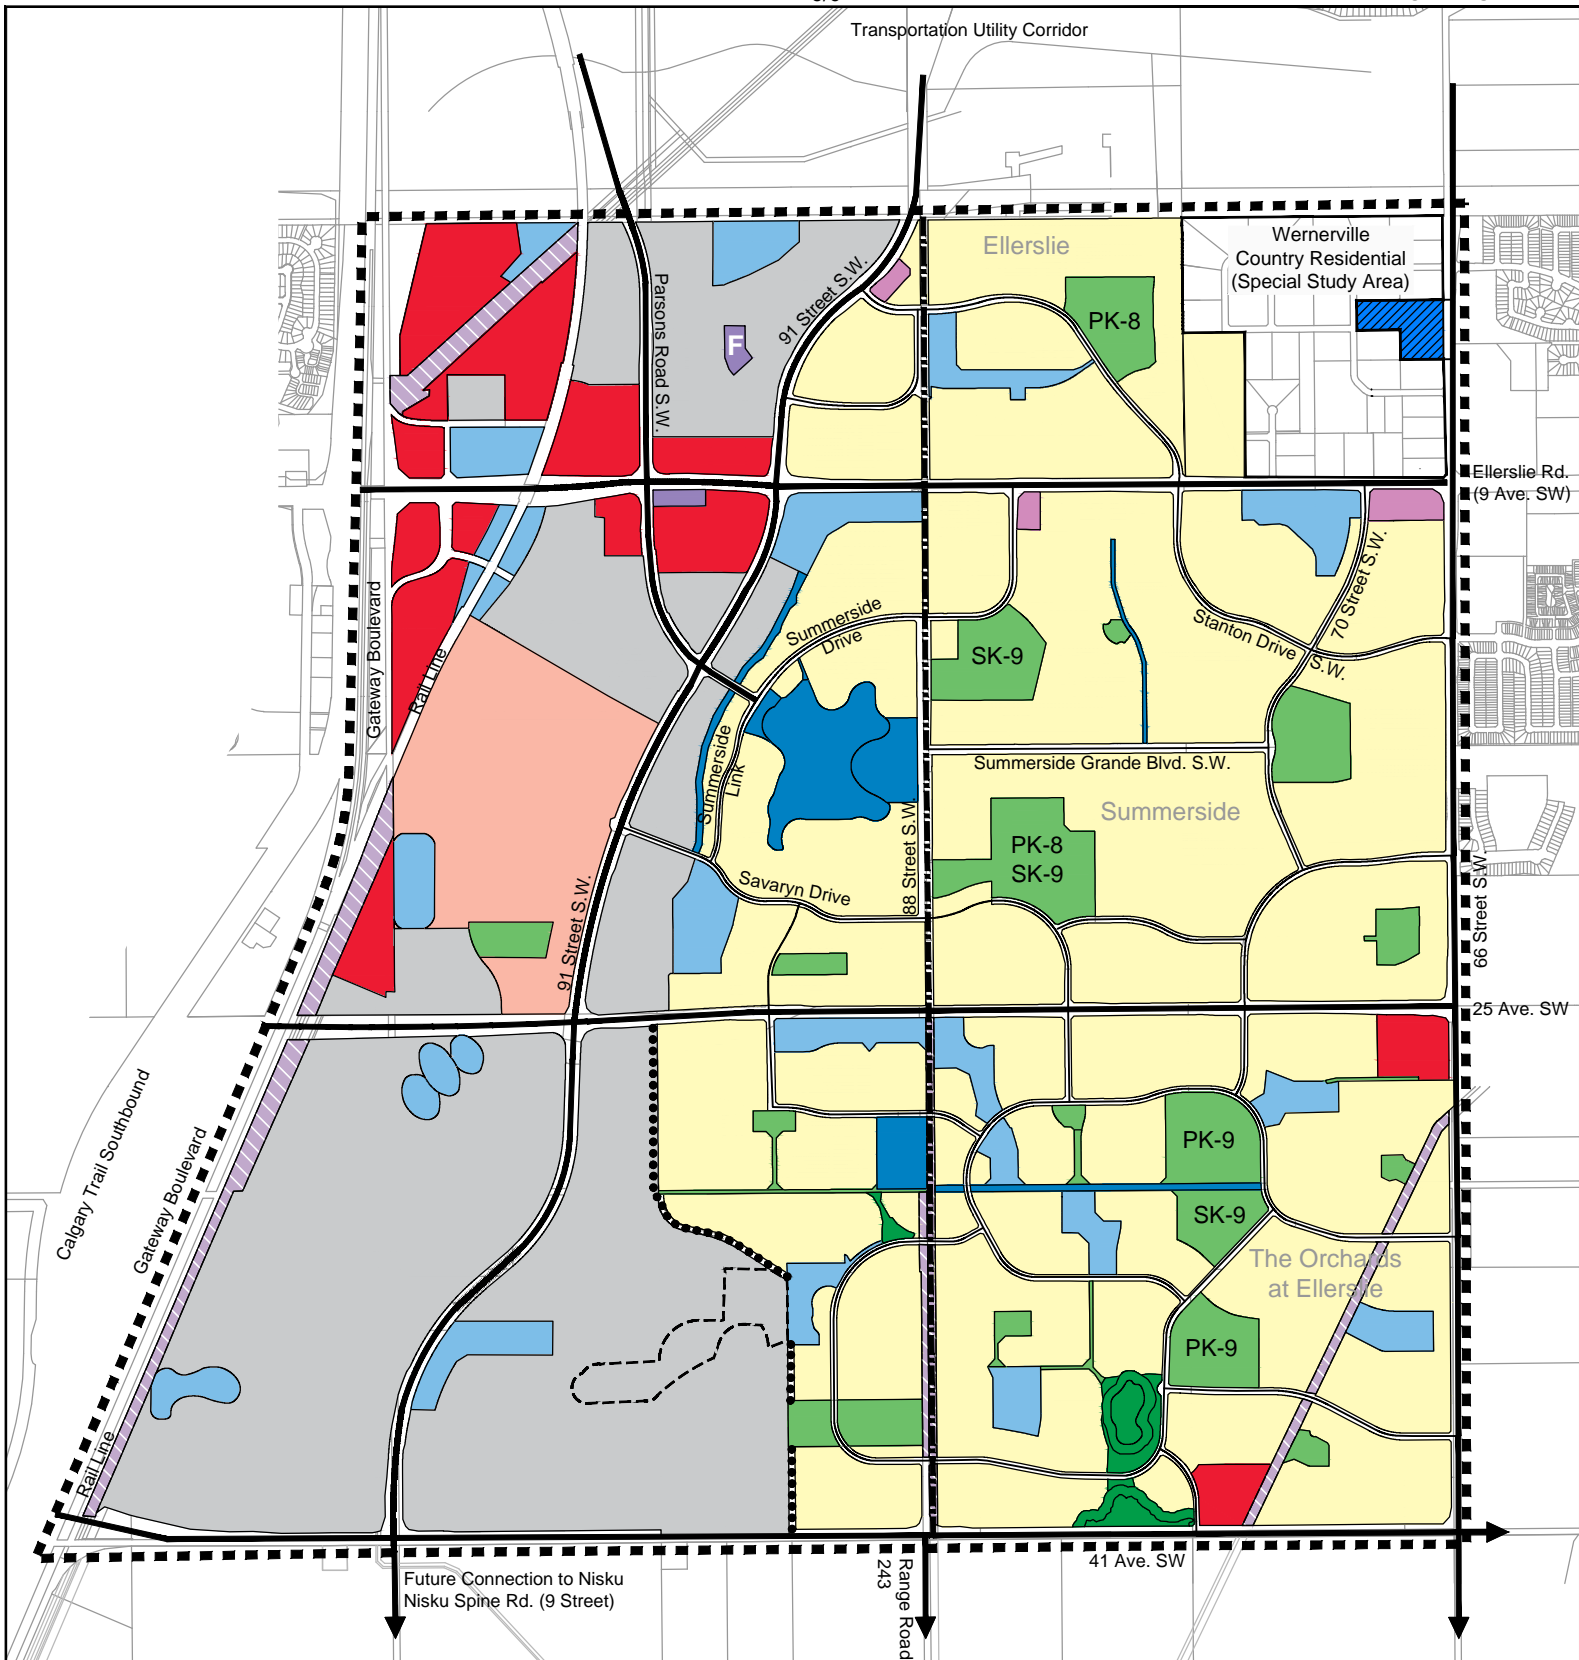 Transportation Utility Corridor
Ellerslie
Wernerville
Country Residential
(Special Study Area)
PK-8
Parsons Road S.W.
91 Street S.W.
F
Ellerslie Rd.
(9 Ave. SW)
Gateway Boulevard
Rail Line
Summerside
Drive
SK-9
Stanton Drive
S.W.
70 Street S.W.
Summerside
Link
Summerside Grande Blvd. S.W.
Summerside
PK-8
SK-9
88 Street S.W.
Savaryn Drive
91 Street S.W.
66 Street S.W.
25 Ave. SW
Calgary Trail Southbound
Gateway Boulevard
PK-9
SK-9
The Orchards
at Ellerslie
PK-9
Rail Line
41 Ave. SW
Future Connection to Nisku
Nisku Spine Rd. (9 Street)
Range Road
243